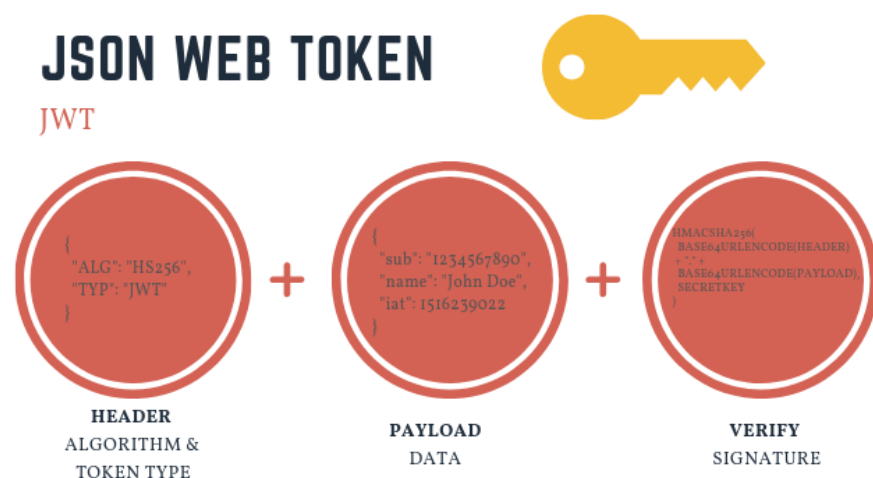 JSON WEB TOKEN
JWT
{
"ALG": "HS256",
"TYP": "JWT"
}
+
{
"sub": "1234567890",
"name": "John Doe",
"iat": 1516239022
}
+
HMACSHA256(
BASE64URLENCODE(HEADER)
+ "." +
BASE64URLENCODE(PAYLOAD),
SECRETKEY
)
HEADER
ALGORITHM &
TOKEN TYPE
PAYLOAD
DATA
VERIFY
SIGNATURE